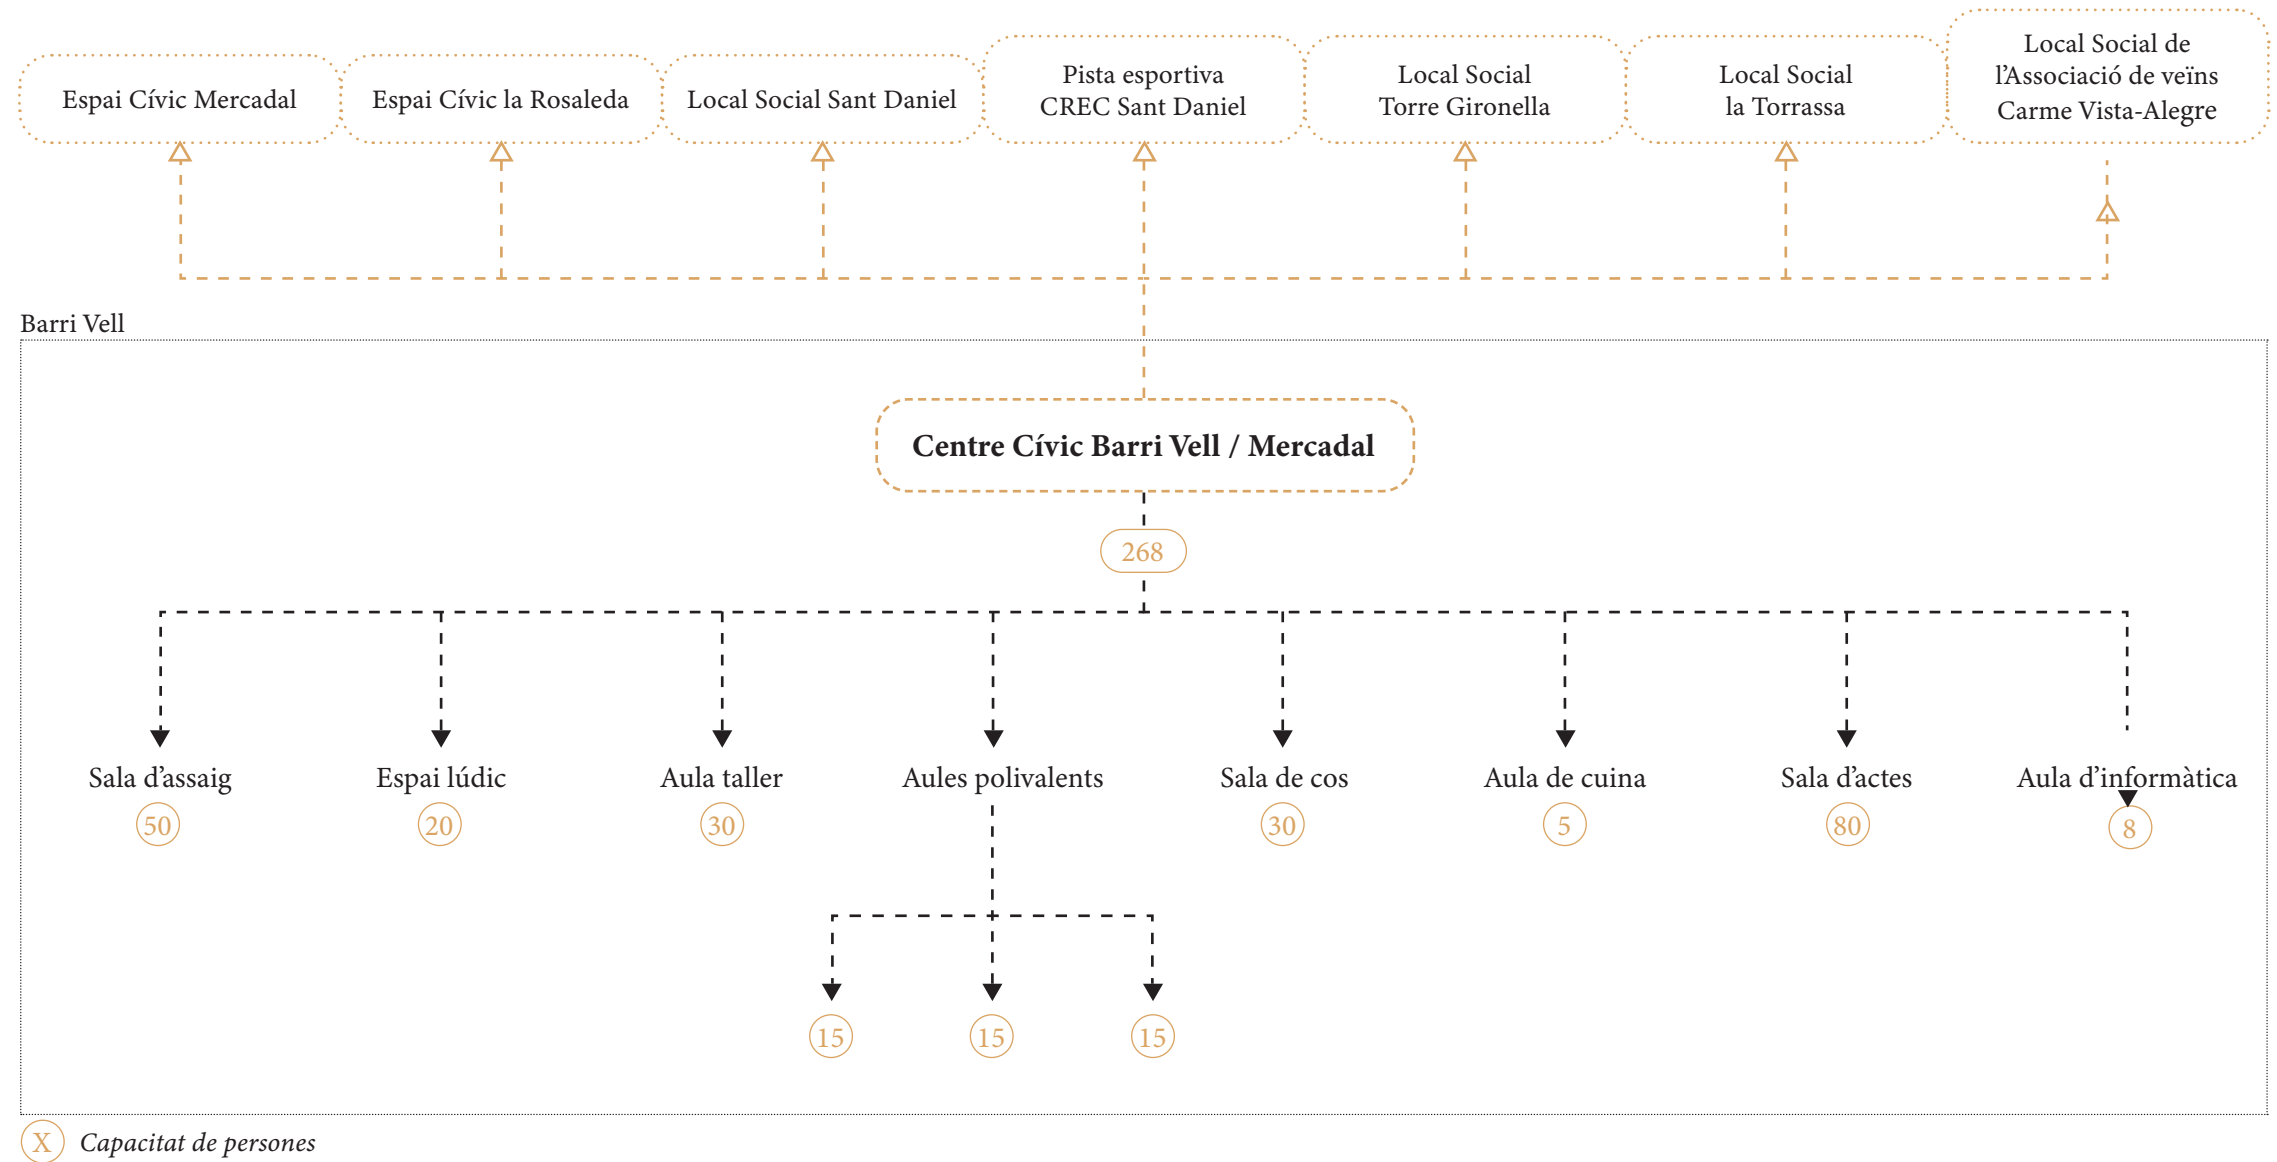 Espai Cívic Mercadal
Espai Cívic la Rosaleda
Local Social Sant Daniel
Pista esportiva
CREC Sant Daniel
Local Social
Torre Gironella
Local Social
la Torrassa
Local Social de
l’Associació de veïns
Carme Vista-Alegre
Barri Vell
Centre Cívic Barri Vell / Mercadal
268
Sala d’assaig
50
Espai lúdic
20
Aula taller
30
Aules polivalents
15
15
15
Sala de cos
30
Aula de cuina
5
Sala d’actes
80
Aula d’informàtica
8
X Capacitat de persones